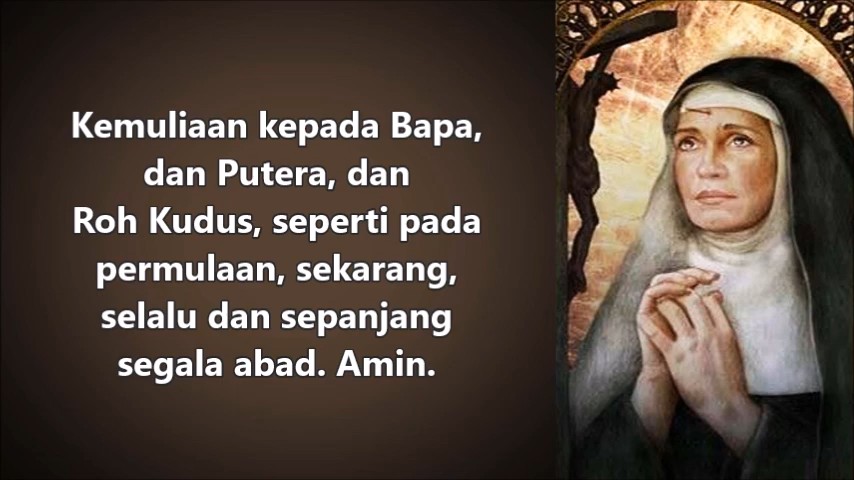 Kemuliaan kepada Bapa,
dan Putera, dan
Roh Kudus, seperti pada
permulaan, sekarang,
selalu dan sepanjang
segala abad. Amin.